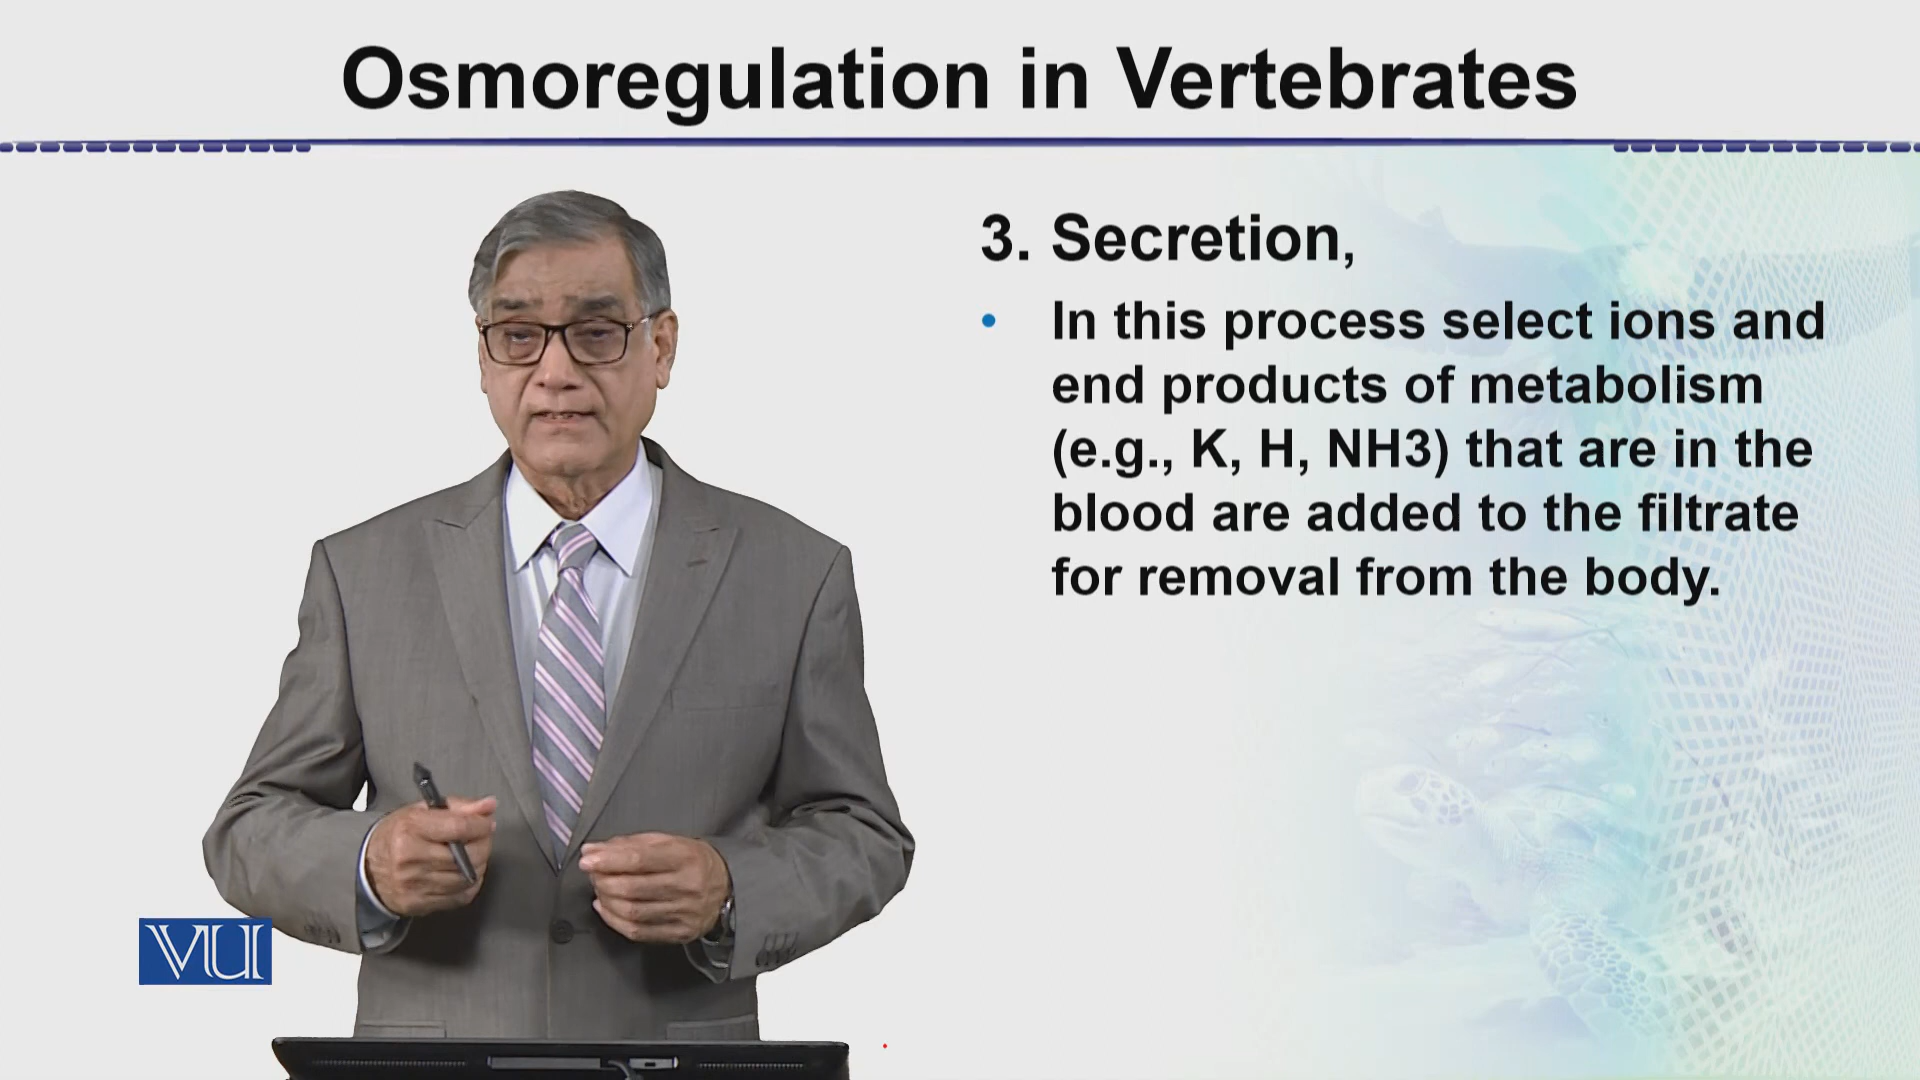 Osmoregulation in Vertebrates
3. Secretion,
• In this process select ions and
end products of metabolism
(e.g., K, H, NH3) that are in the
blood are added to the filtrate
for removal from the body.
VU